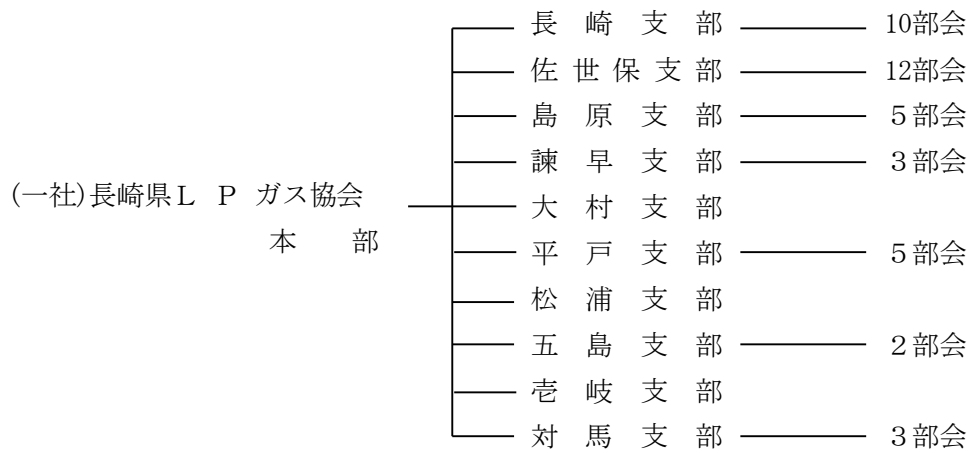 長崎支部 10部会
佐世保支部 12部会
島原支部 5部会
諫早支部 3部会
(一社)長崎県LPガス協会
大村支部
本部
平戸支部 5部会
松浦支部
五島支部 2部会
壱岐支部
対馬支部 3部会